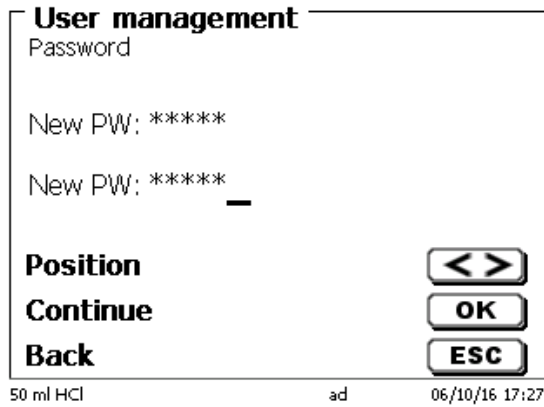 User management
Password
New PW: *****
New PW: *****_
Position < >
Continue OK
Back ESC
50 ml HCl ad 06/10/16 17:27